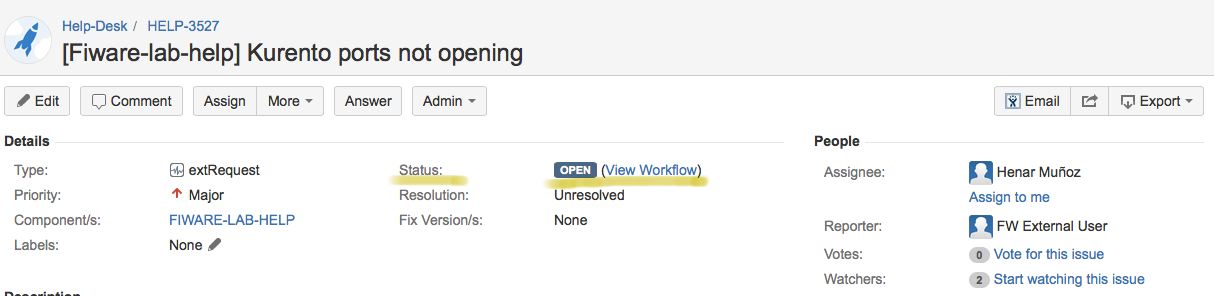 Help-Desk / HELP-3527
[Fiware-lab-help] Kurento ports not opening
Edit Comment Assign More Answer Admin Email Export
Details
Type: extRequest Status: OPEN (View Workflow)
Priority: Major Resolution: Unresolved
Component/s: FIWARE-LAB-HELP Fix Version/s: None
Labels: None
People
Assignee: Henar Muñoz
Assign to me
Reporter: FW External User
Votes: 0 Vote for this issue
Watchers: 2 Start watching this issue
Description